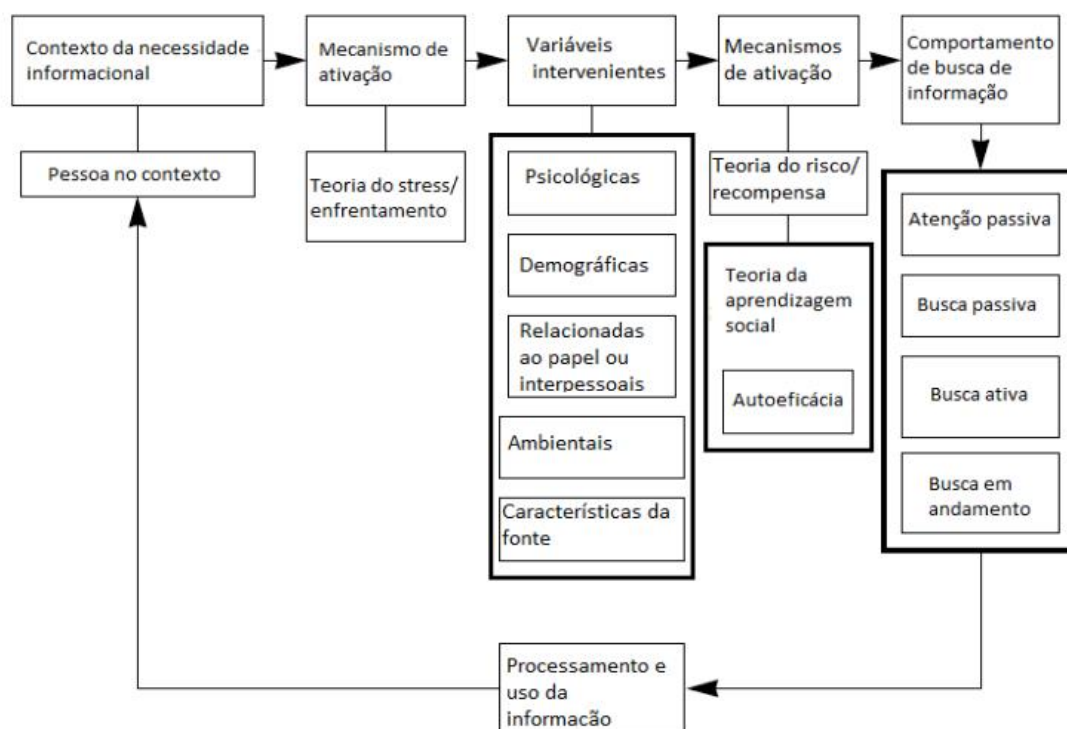 Contexto da necessidade
informacional
Mecanismo de
ativação
Variáveis
intervenientes
Mecanismos
de ativação
Comportamento
de busca de
informação
Pessoa no contexto
Teoria do stress/
enfrentamento
Psicológicas
Demográficas
Relacionadas
ao papel ou
interpessoais
Ambientais
Características da
fonte
Teoria do risco/
recompensa
Teoria da
aprendizagem
social
Autoeficácia
Atenção passiva
Busca passiva
Busca ativa
Busca em
andamento
Processamento e
uso da
informação